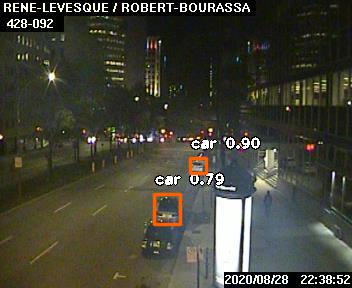 RENE-LEVESQUE / ROBERT-BOURASSA
428-092
car 0.90
car 0.79
2020/08/28 22:38:52